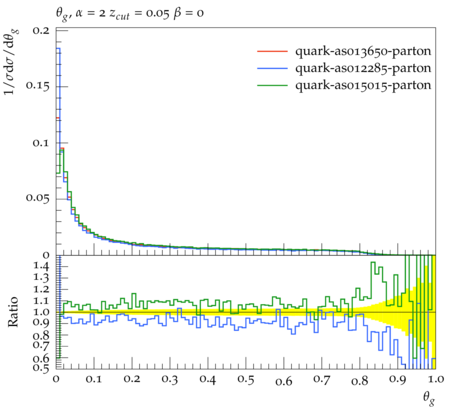 θg, α = 2 zcut = 0.05 β = 0
1/σdσ/dθg
0.2
0.15
0.1
0.05
0
quark-as013650-parton
quark-as012285-parton
quark-as015015-parton
Ratio
1.4
1.3
1.2
1.1
1.0
0.9
0.8
0.7
0.6
0.5
0 0.1 0.2 0.3 0.4 0.5 0.6 0.7 0.8 0.9 1.0
θg